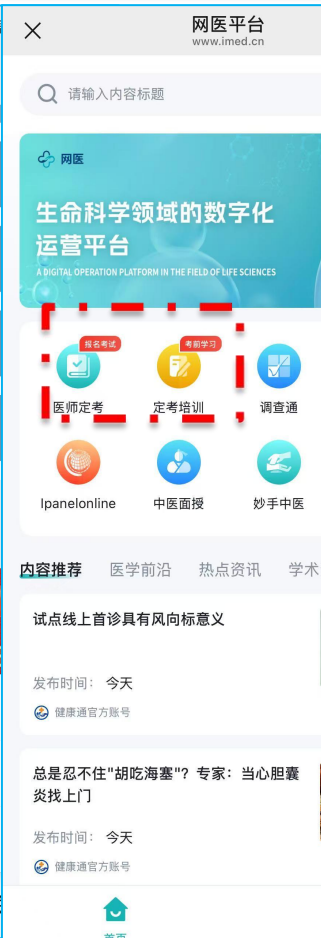 网医平台
www.imed.cn
请输入内容标题
网医
生命科学领域的数字化
运营平台
A DIGITAL OPERATION PLATFORM IN THE FIELD OF LIFE SCIENCES
报名考试
考前学习
医师定考
定考培训
调查通
Ipanelonline
中医面授
妙手中医
内容推荐
医学前沿
热点资讯
学术
试点线上首诊具有风向标意义
发布时间： 今天
健康通官方账号
总是忍不住"胡吃海塞"？专家：当心胆囊
炎找上门
发布时间： 今天
健康通官方账号
首页